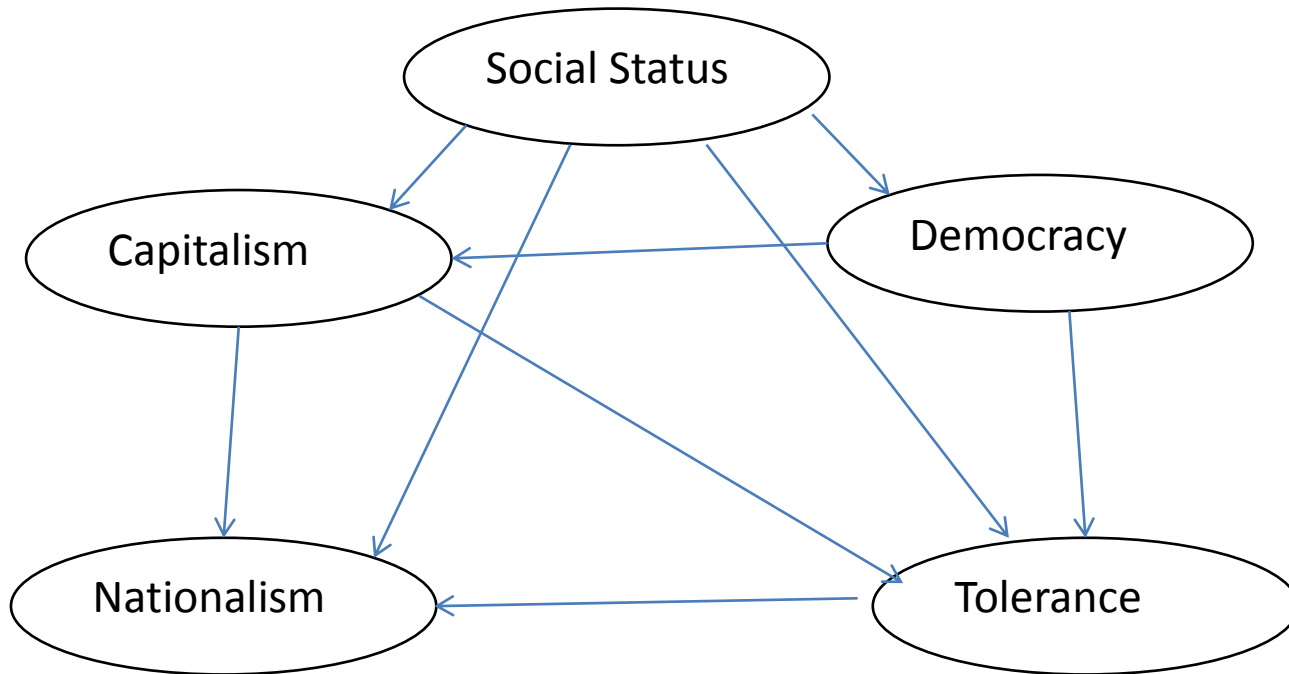 Social Status
Capitalism
Democracy
Nationalism
Tolerance